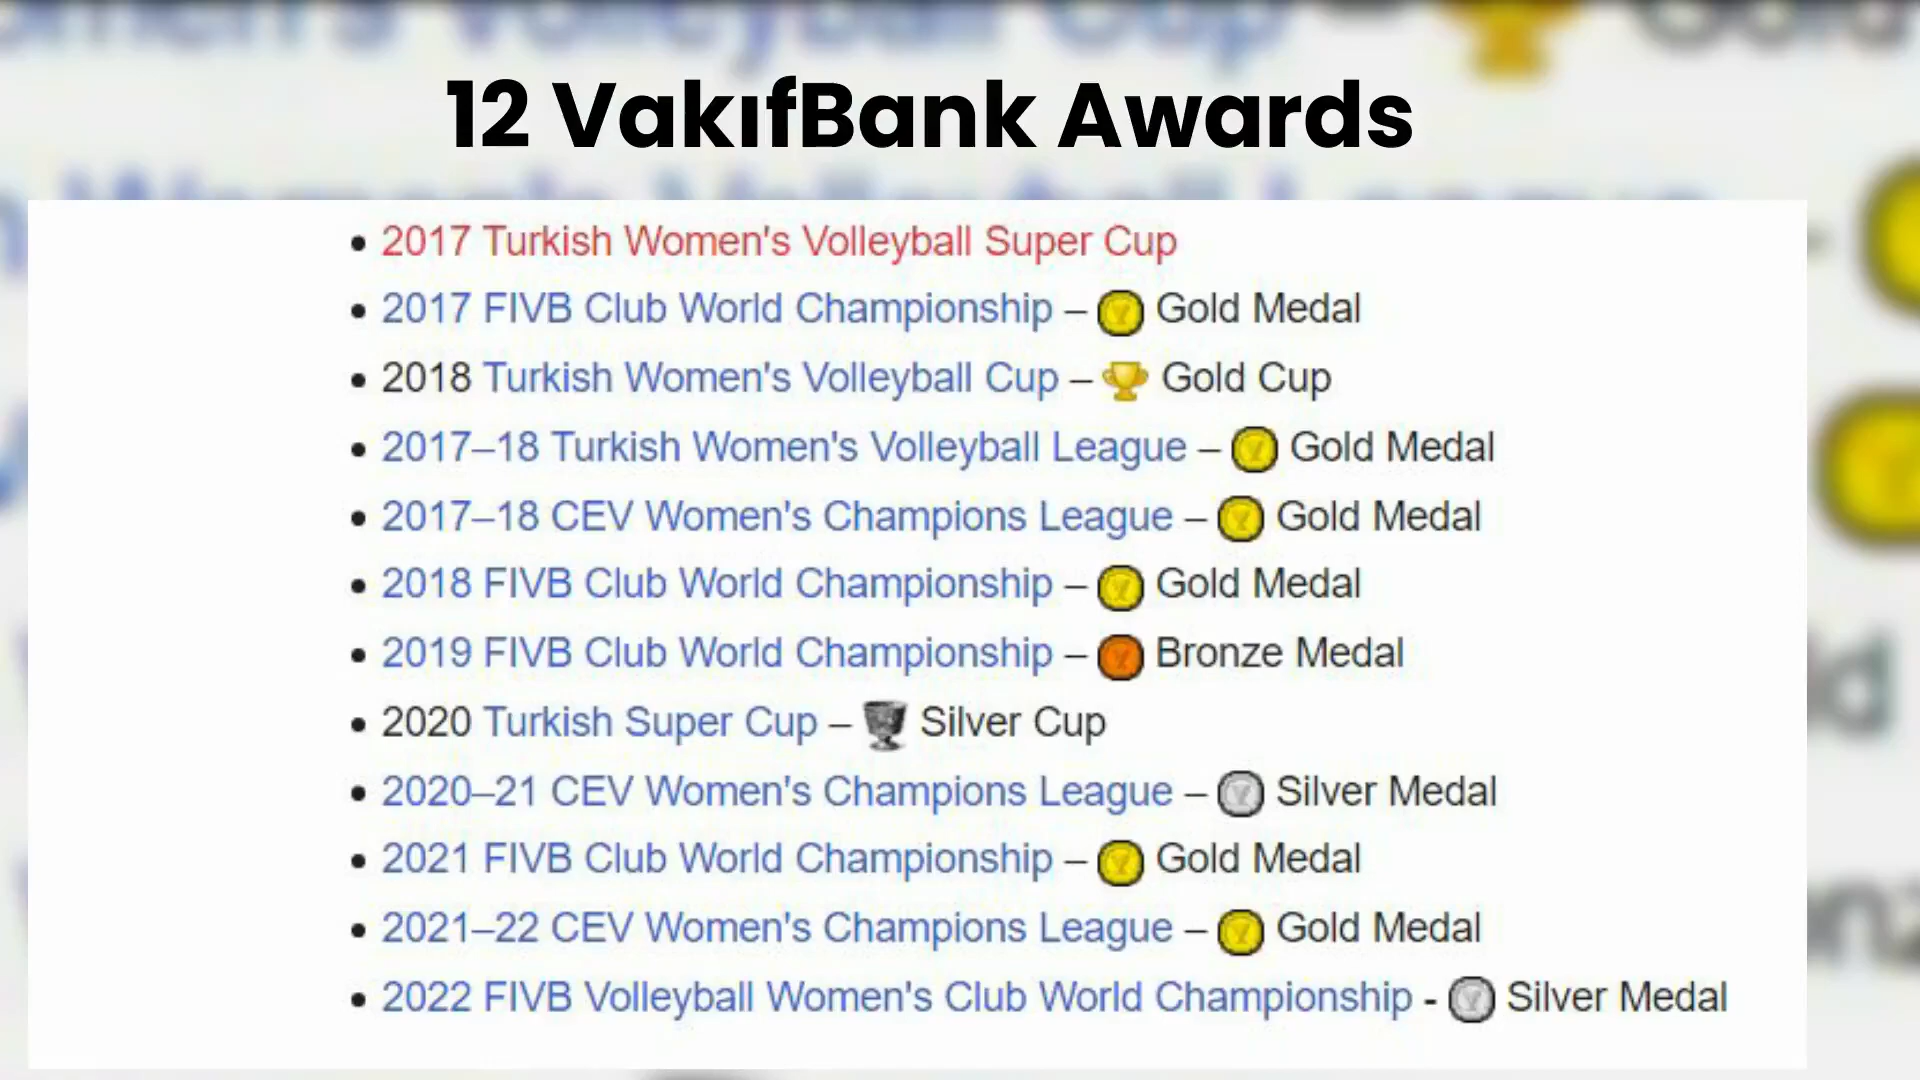 12 VakıfBank Awards
2017 Turkish Women's Volleyball Super Cup
2017 FIVB Club World Championship – Gold Medal
2018 Turkish Women's Volleyball Cup – Gold Cup
2017–18 Turkish Women's Volleyball League – Gold Medal
2017–18 CEV Women's Champions League – Gold Medal
2018 FIVB Club World Championship – Gold Medal
2019 FIVB Club World Championship – Bronze Medal
2020 Turkish Super Cup – Silver Cup
2020–21 CEV Women's Champions League – Silver Medal
2021 FIVB Club World Championship – Gold Medal
2021–22 CEV Women's Champions League – Gold Medal
2022 FIVB Volleyball Women's Club World Championship - Silver Medal